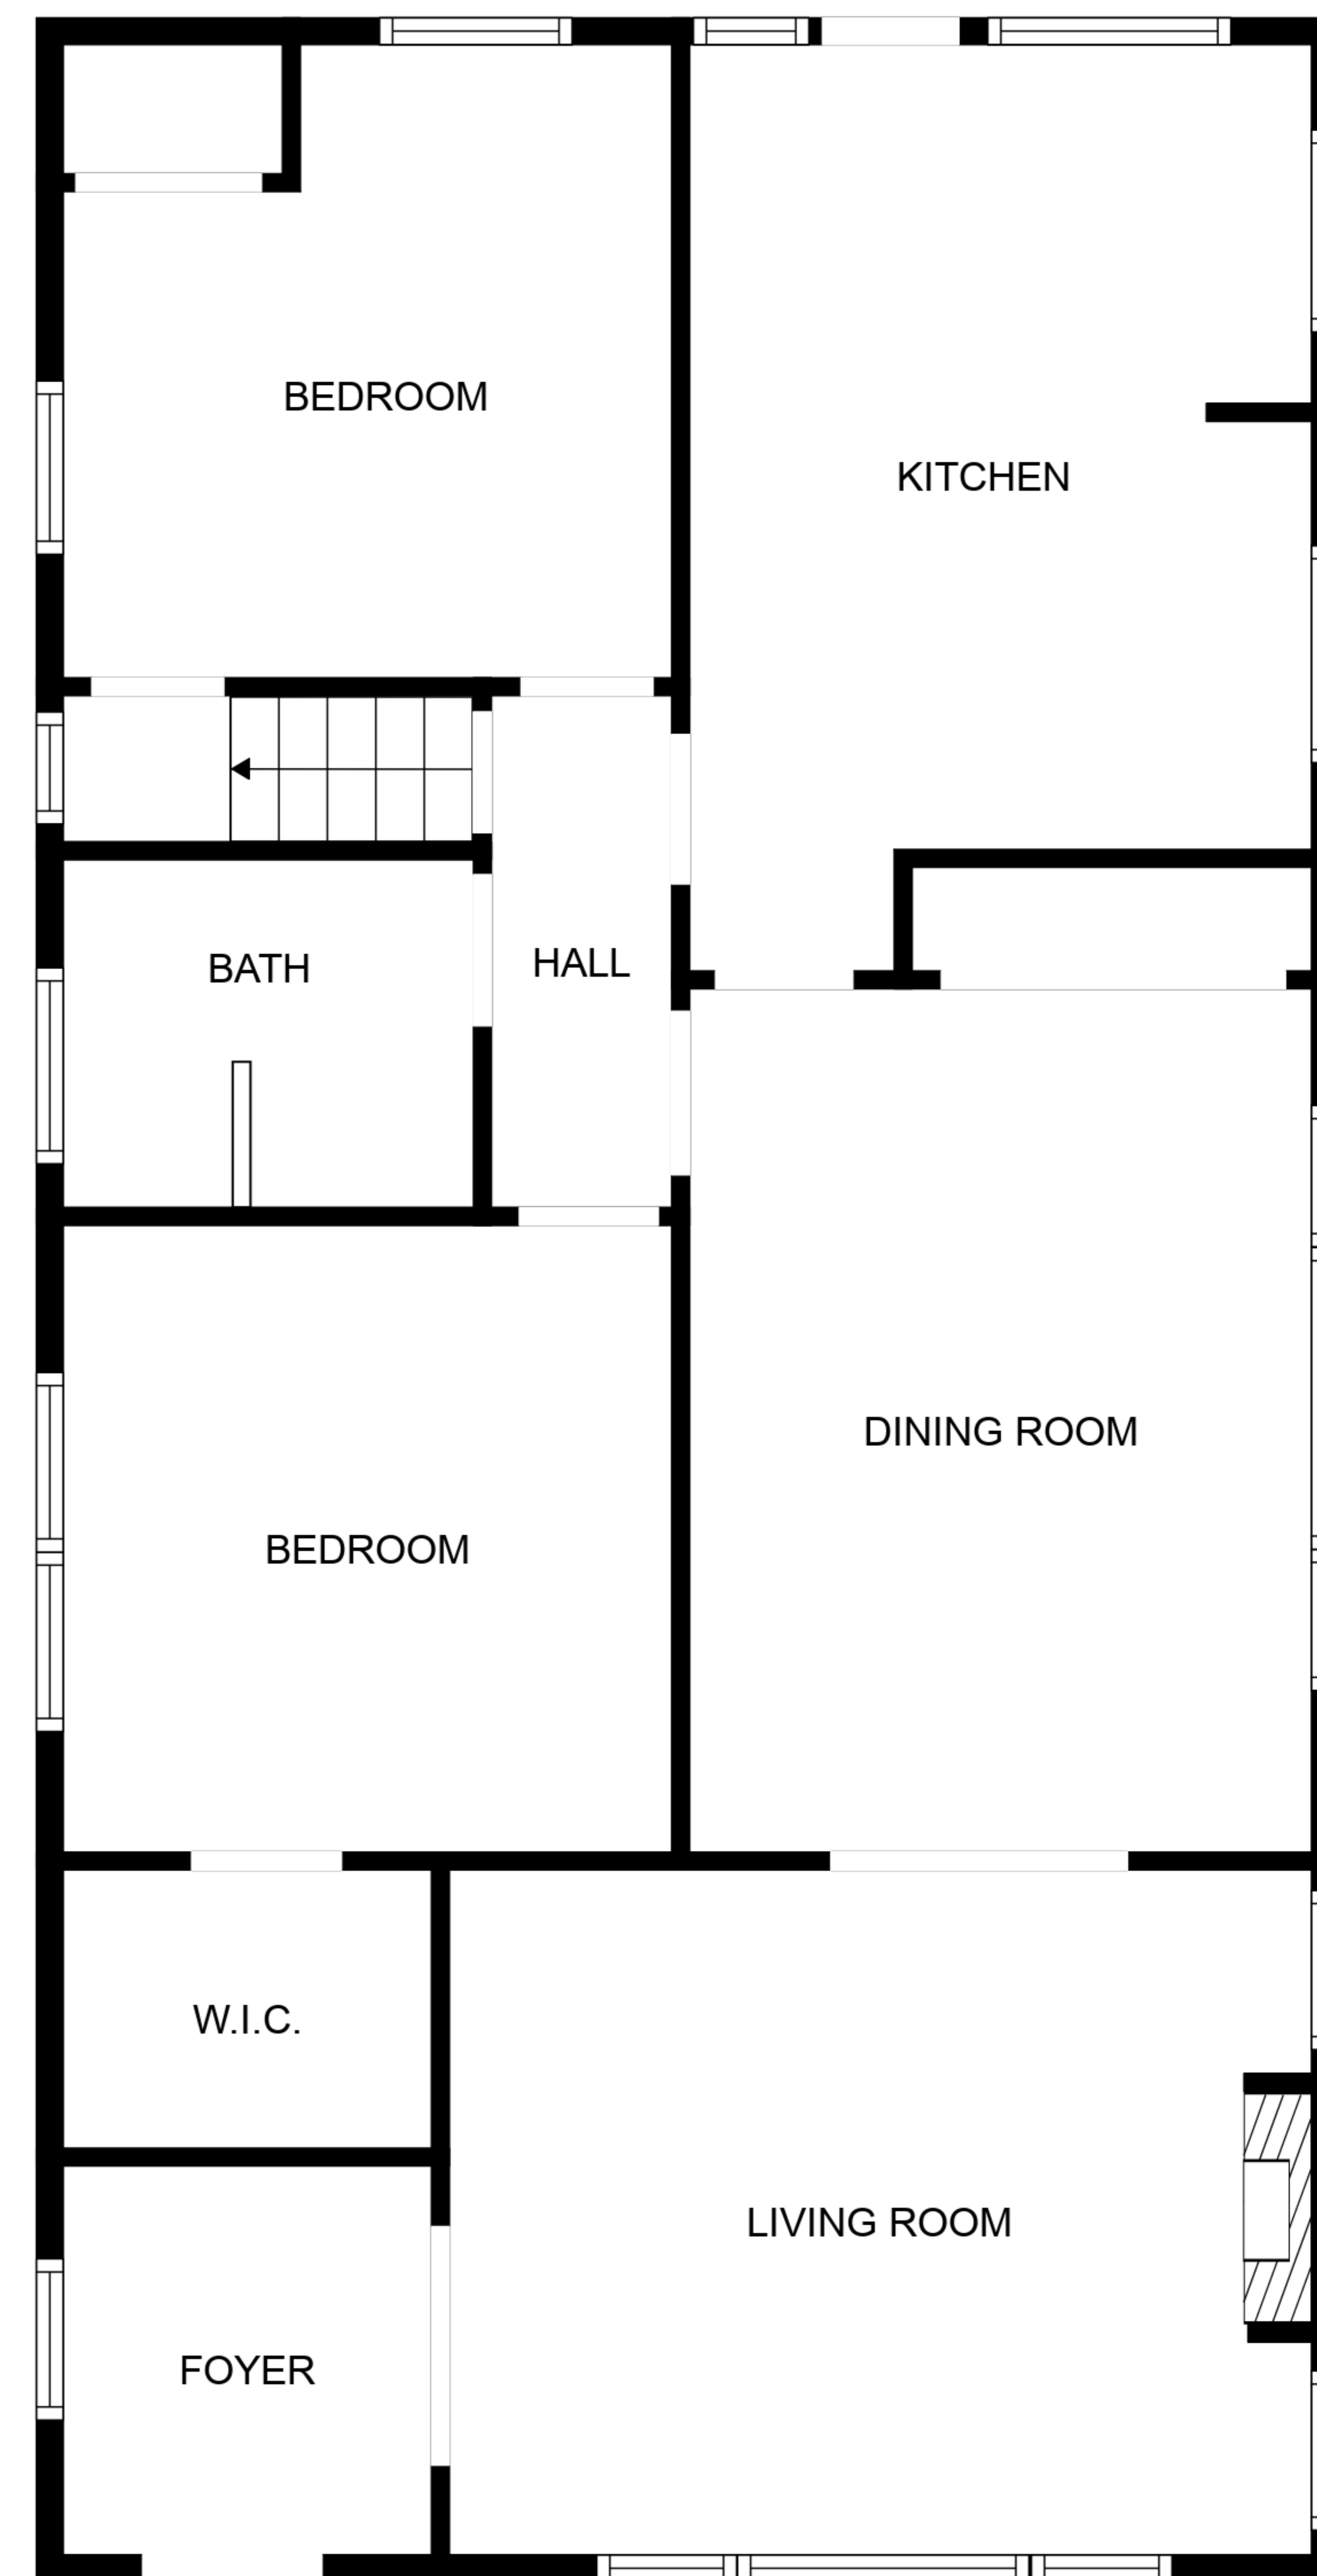 BEDROOM
KITCHEN
BATH
HALL
DINING ROOM
BEDROOM
W.I.C.
LIVING ROOM
FOYER